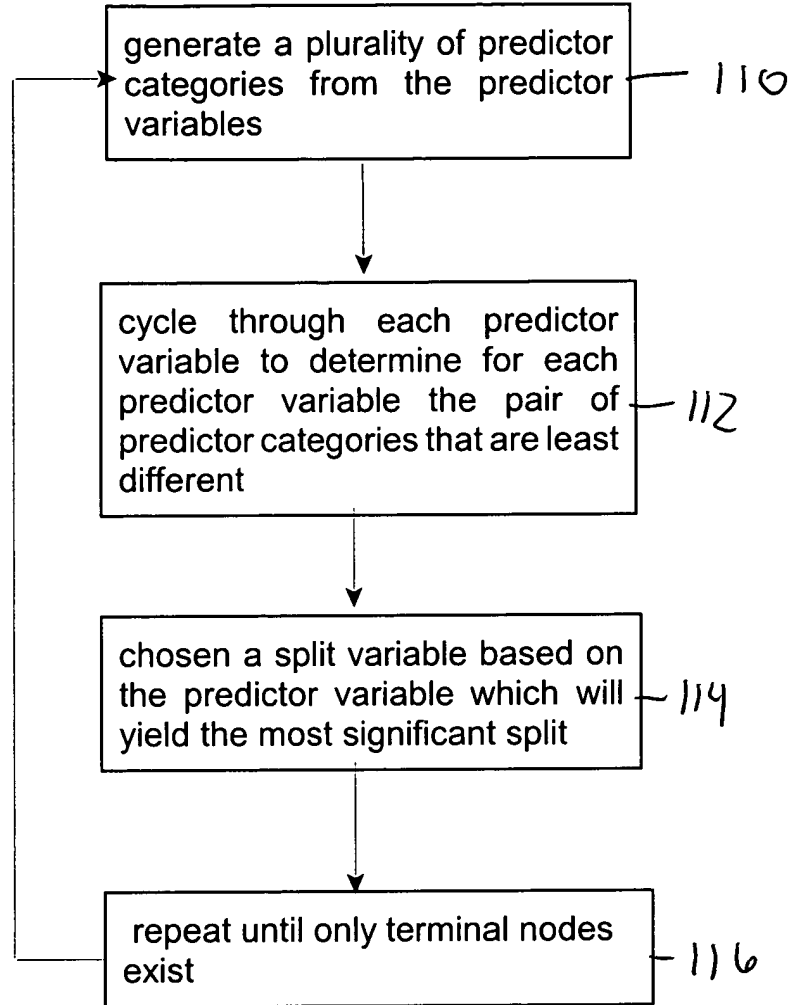 generate a plurality of predictor
categories from the predictor
variables
110
cycle through each predictor
variable to determine for each
predictor variable the pair of
predictor categories that are least
different
112
chosen a split variable based on
the predictor variable which will
yield the most significant split
114
repeat until only terminal nodes
exist
116